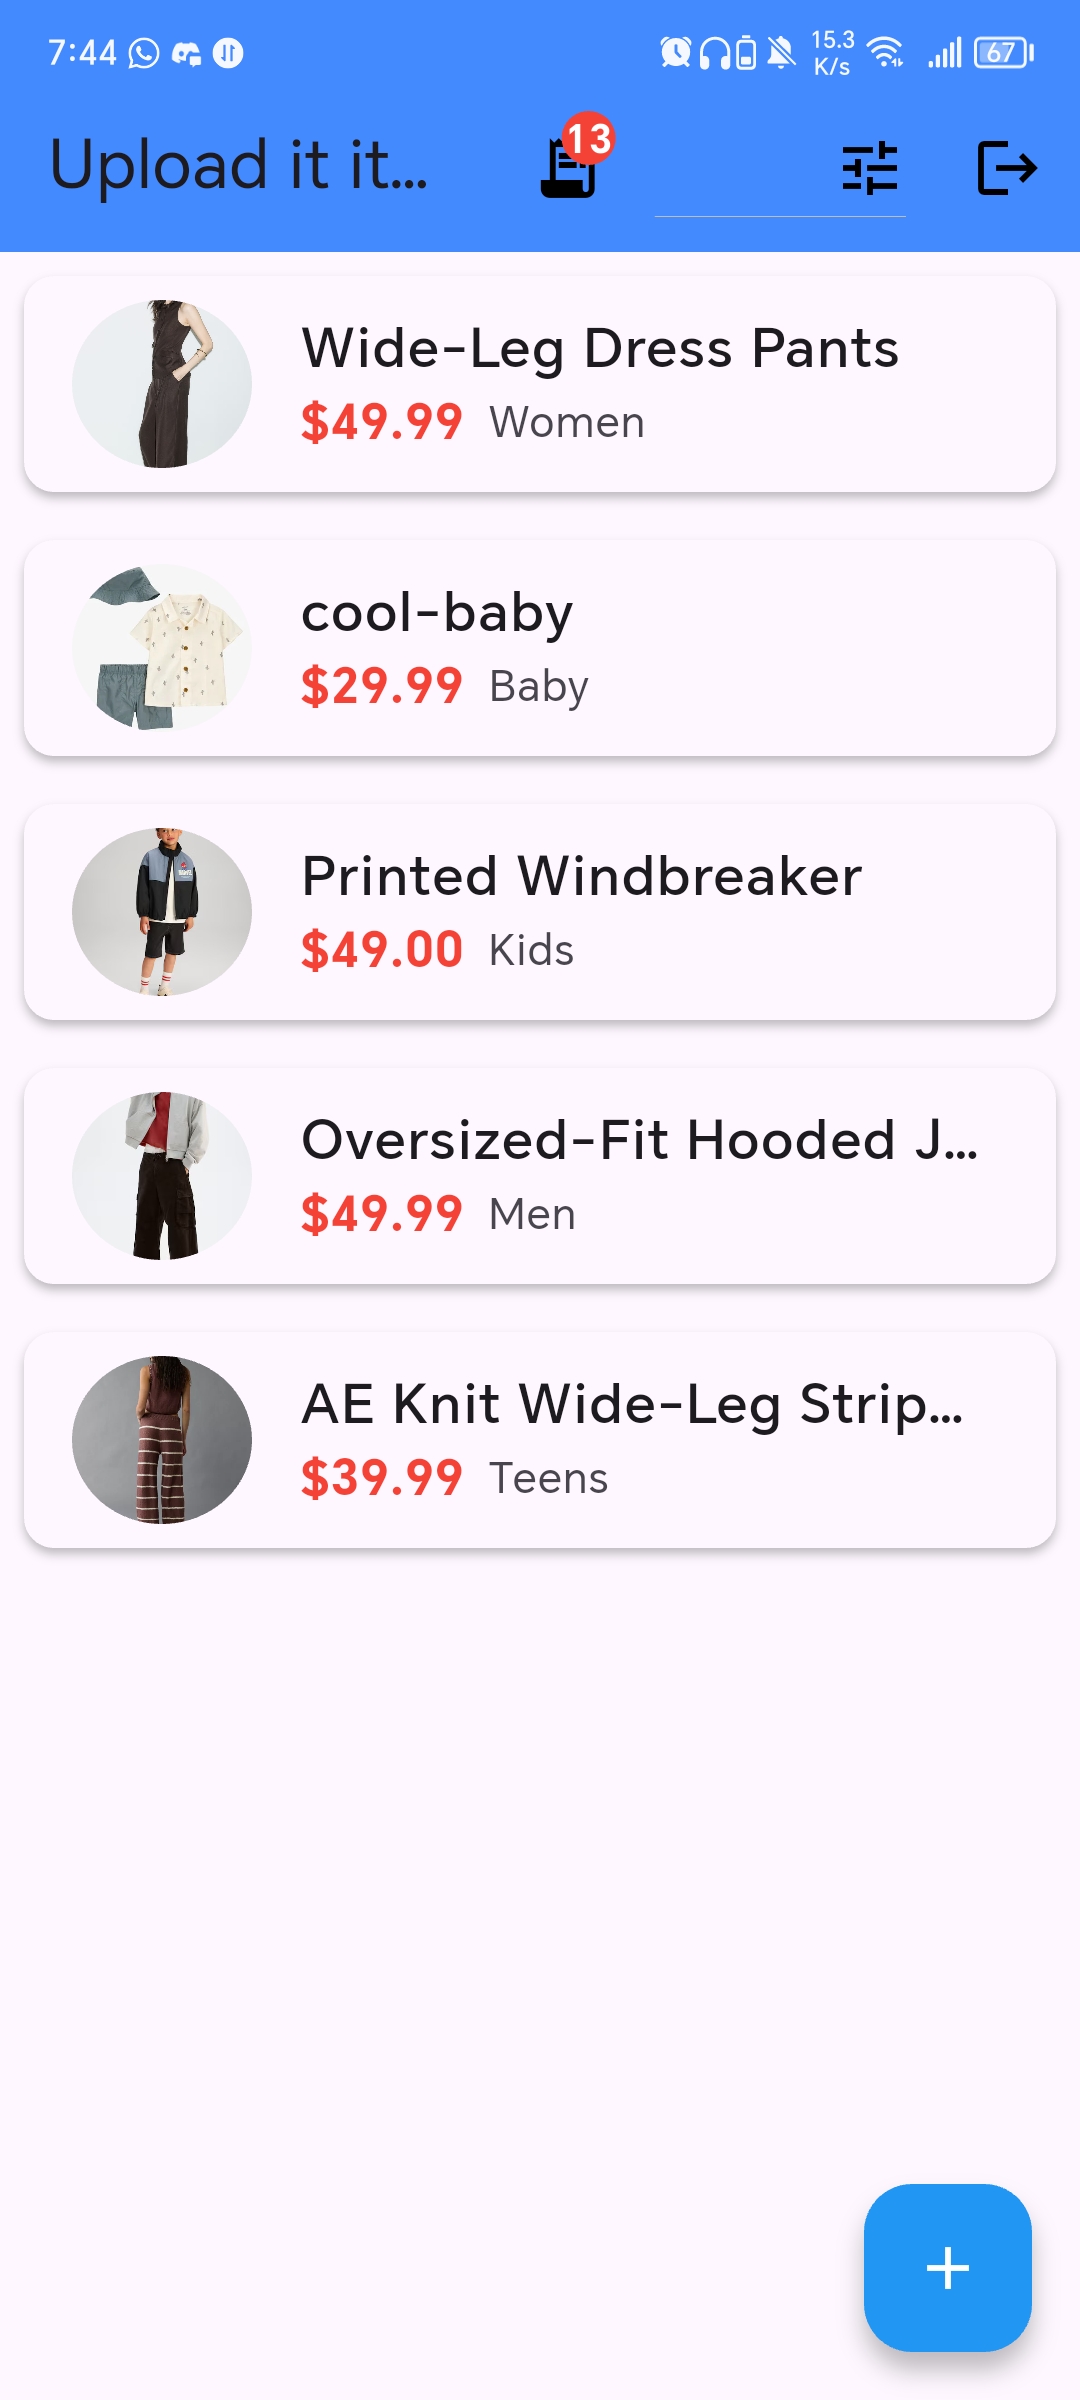 7:44
15.3
K/s
67
Upload it it...
13
Wide-Leg Dress Pants
$49.99 Women
cool-baby
$29.99 Baby
Printed Windbreaker
$49.00 Kids
Oversized-Fit Hooded J...
$49.99 Men
AE Knit Wide-Leg Strip...
$39.99 Teens